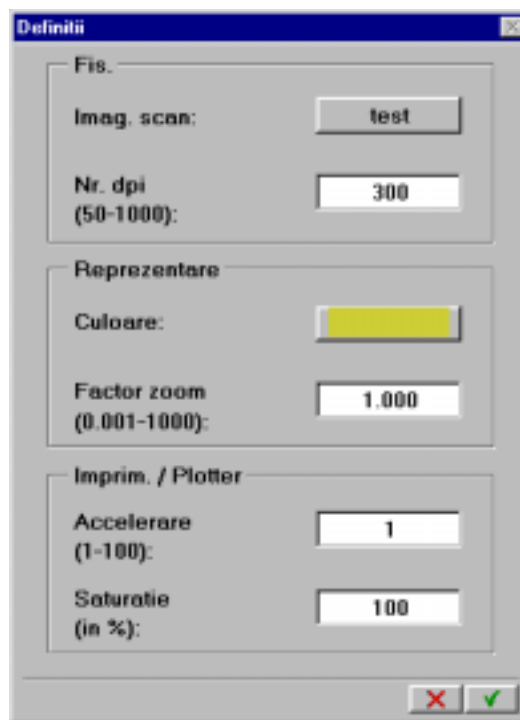 Definitii
Fis.
Imag. scan: test
Nr. dpi 300
(50-1000):
Reprezentare
Culoare:
Factor zoom 1.000
(0.001-1000):
Imprim. / Plotter
Accelerare 1
(1-100):
Saturatie 100
(in %):